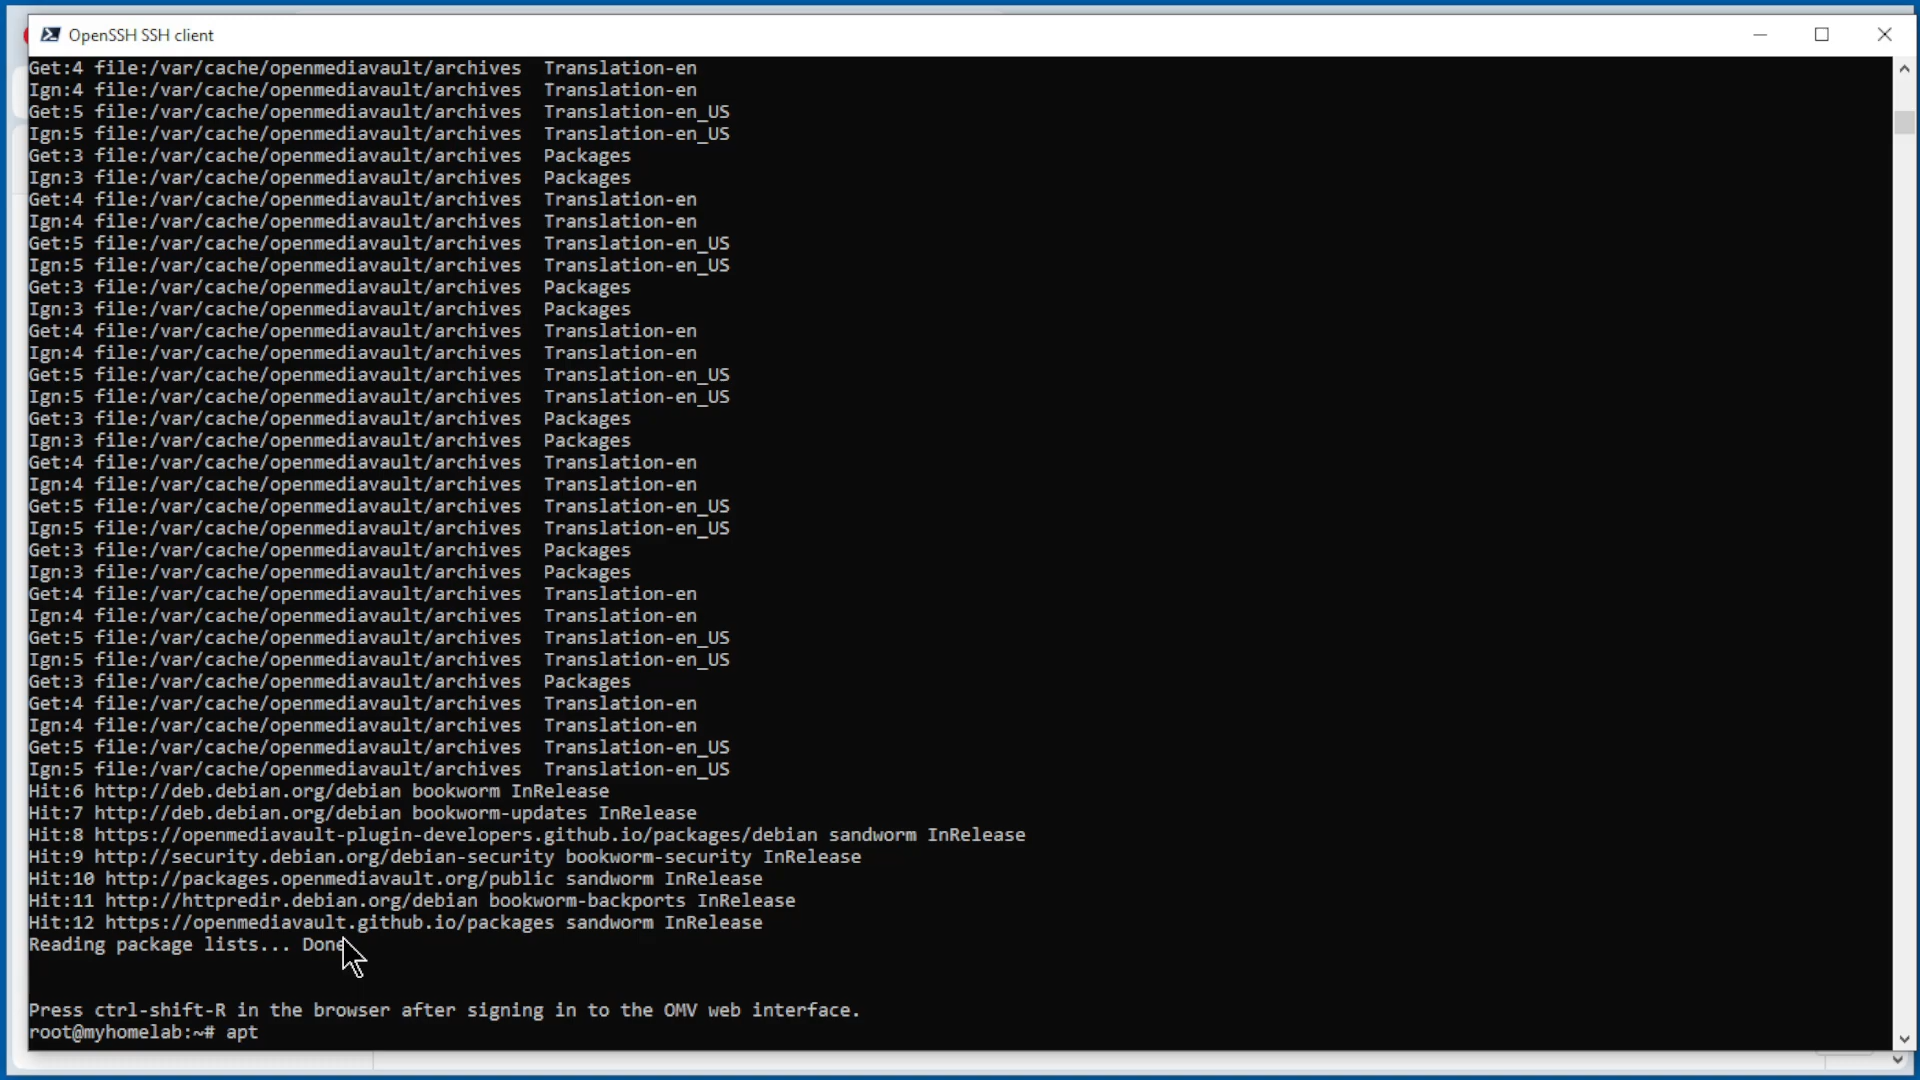 OpenSSH SSH client
Get:4 file:/var/cache/openmediavault/archives  Translation-en
Ign:4 file:/var/cache/openmediavault/archives  Translation-en
Get:5 file:/var/cache/openmediavault/archives  Translation-en_US
Ign:5 file:/var/cache/openmediavault/archives  Translation-en_US
Get:3 file:/var/cache/openmediavault/archives  Packages
Ign:3 file:/var/cache/openmediavault/archives  Packages
Get:4 file:/var/cache/openmediavault/archives  Translation-en
Ign:4 file:/var/cache/openmediavault/archives  Translation-en
Get:5 file:/var/cache/openmediavault/archives  Translation-en_US
Ign:5 file:/var/cache/openmediavault/archives  Translation-en_US
Get:3 file:/var/cache/openmediavault/archives  Packages
Ign:3 file:/var/cache/openmediavault/archives  Packages
Get:4 file:/var/cache/openmediavault/archives  Translation-en
Ign:4 file:/var/cache/openmediavault/archives  Translation-en
Get:5 file:/var/cache/openmediavault/archives  Translation-en_US
Ign:5 file:/var/cache/openmediavault/archives  Translation-en_US
Get:3 file:/var/cache/openmediavault/archives  Packages
Ign:3 file:/var/cache/openmediavault/archives  Packages
Get:4 file:/var/cache/openmediavault/archives  Translation-en
Ign:4 file:/var/cache/openmediavault/archives  Translation-en
Get:5 file:/var/cache/openmediavault/archives  Translation-en_US
Ign:5 file:/var/cache/openmediavault/archives  Translation-en_US
Get:3 file:/var/cache/openmediavault/archives  Packages
Ign:3 file:/var/cache/openmediavault/archives  Packages
Get:4 file:/var/cache/openmediavault/archives  Translation-en
Ign:4 file:/var/cache/openmediavault/archives  Translation-en
Get:5 file:/var/cache/openmediavault/archives  Translation-en_US
Ign:5 file:/var/cache/openmediavault/archives  Translation-en_US
Get:3 file:/var/cache/openmediavault/archives  Packages
Get:4 file:/var/cache/openmediavault/archives  Translation-en
Ign:4 file:/var/cache/openmediavault/archives  Translation-en
Get:5 file:/var/cache/openmediavault/archives  Translation-en_US
Ign:5 file:/var/cache/openmediavault/archives  Translation-en_US
Hit:6 http://deb.debian.org/debian bookworm InRelease
Hit:7 http://deb.debian.org/debian bookworm-updates InRelease
Hit:8 https://openmediavault-plugin-developers.github.io/packages/debian sandworm InRelease
Hit:9 http://security.debian.org/debian-security bookworm-security InRelease
Hit:10 http://packages.openmediavault.org/public sandworm InRelease
Hit:11 http://httpredir.debian.org/debian bookworm-backports InRelease
Hit:12 https://openmediavault.github.io/packages sandworm InRelease
Reading package lists... Done
Press ctrl-shift-R in the browser after signing in to the OMV web interface.
root@myhomelab:~# apt